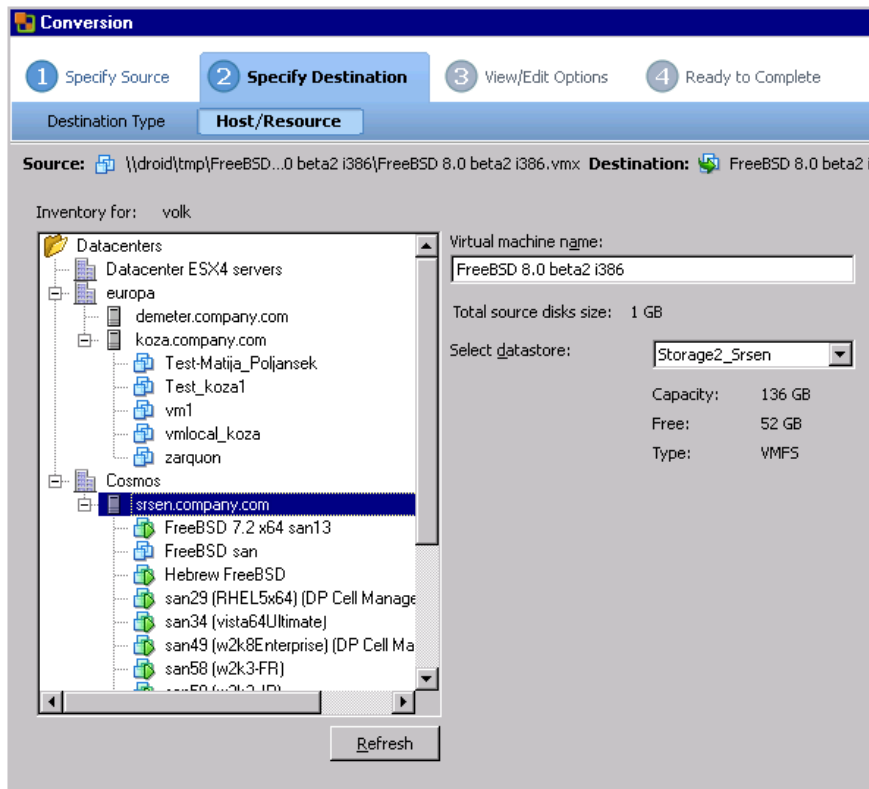 Conversion
1 Specify Source 2 Specify Destination 3 View/Edit Options 4 Ready to Complete
Destination Type Host/Resource
Source: \\droid\tmp\FreeBSD...0 beta2 i386\FreeBSD 8.0 beta2 i386.vmx Destination: FreeBSD 8.0 beta2 i
Inventory for: volk
Datacenters
Datacenter ESX4 servers
europa
demeter.company.com
koza.company.com
Test-Matija_Poljansek
Test_koza1
vm1
vmlocal_koza
zarquon
Cosmos
srsen.company.com
FreeBSD 7.2 x64 san13
FreeBSD san
Hebrew FreeBSD
san29 (RHEL5x64) (DP Cell Manage
san34 (vista64Ultimate)
san49 (w2k8Enterprise) (DP Cell Ma
san58 (w2k3-FR)
Refresh
Virtual machine name:
FreeBSD 8.0 beta2 i386
Total source disks size: 1 GB
Select datastore: Storage2_Srsen
Capacity: 136 GB
Free: 52 GB
Type: VMFS